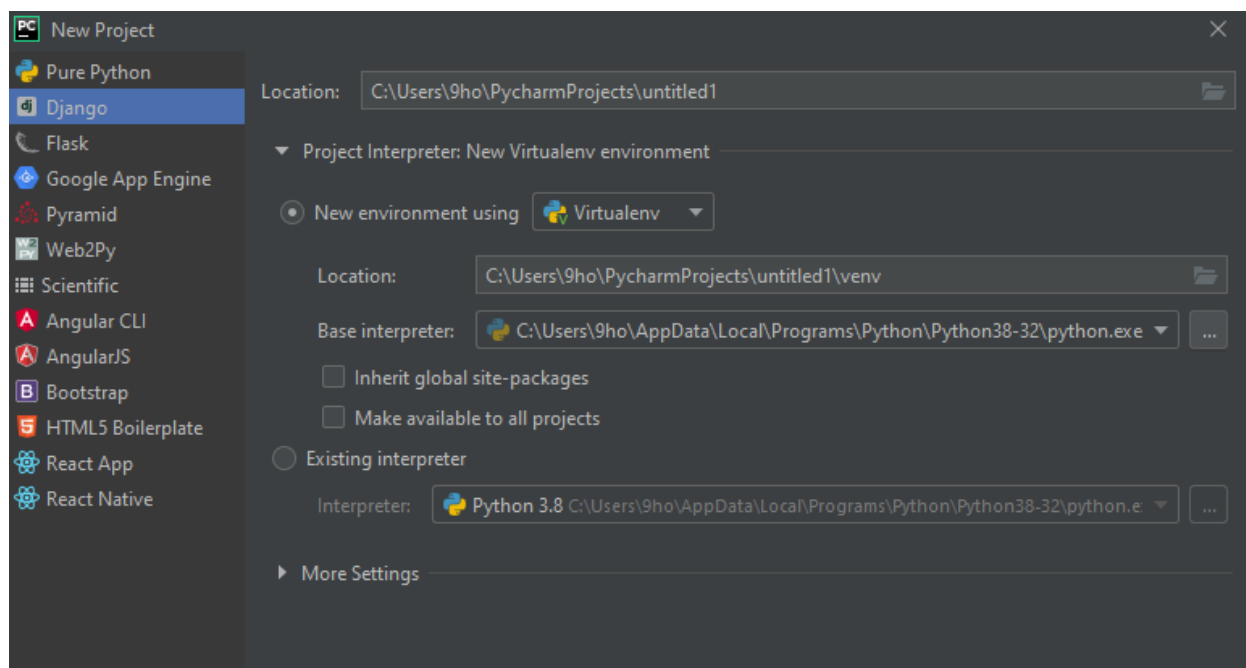 PC New Project
Pure Python
dj Django
Flask
Google App Engine
Pyramid
W2 PY Web2Py
Scientific
A Angular CLI
A AngularJS
B Bootstrap
5 HTML5 Boilerplate
React App
React Native
Location: C:\Users\9ho\PycharmProjects\untitled1
Project Interpreter: New Virtualenv environment
New environment using V Virtualenv
Location: C:\Users\9ho\PycharmProjects\untitled1\venv
Base interpreter: C:\Users\9ho\AppData\Local\Programs\Python\Python38-32\python.exe ...
Inherit global site-packages
Make available to all projects
Existing interpreter
Interpreter: Python 3.8 C:\Users\9ho\AppData\Local\Programs\Python\Python38-32\python.e: ...
More Settings